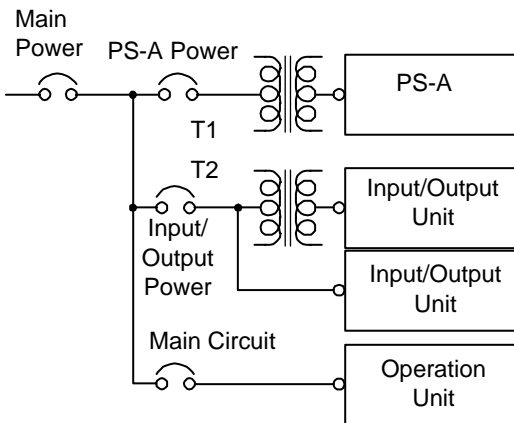 Main
Power
PS-A Power
PS-A
T1
T2
Input/
Output
Power
Input/Output
Unit
Input/Output
Unit
Main Circuit
Operation
Unit